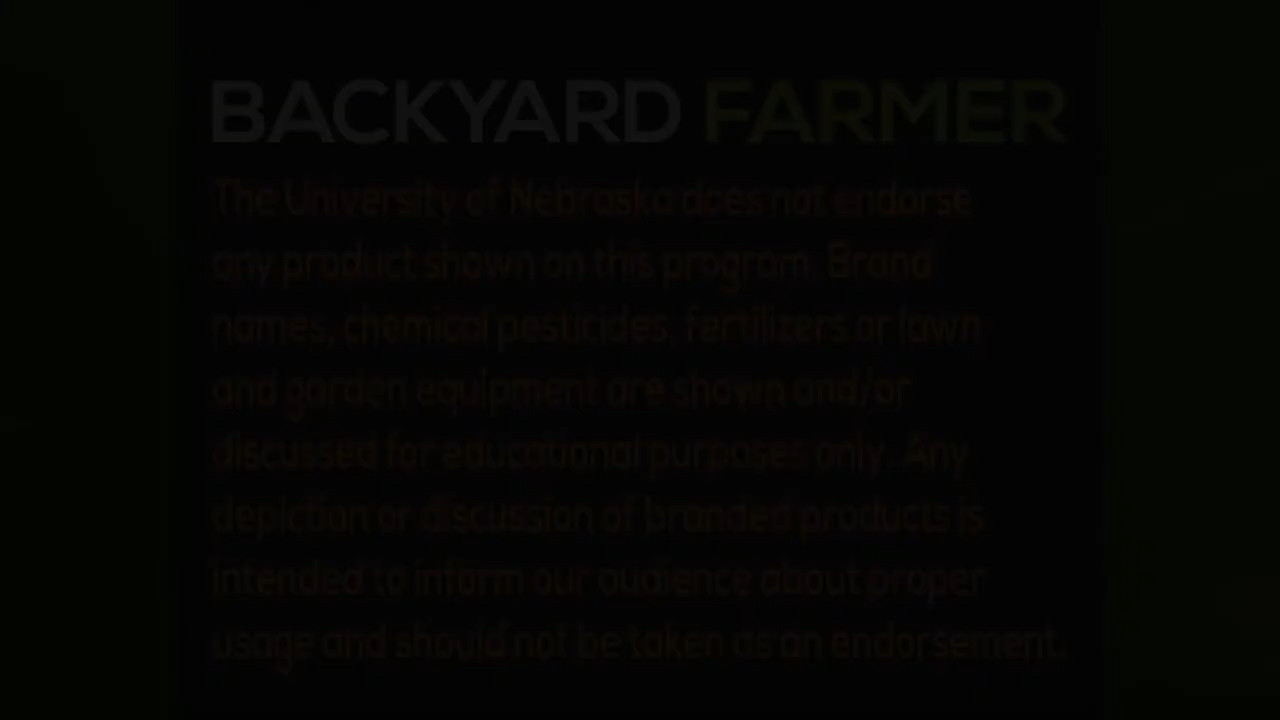 BACKYARD FARMER
The University of Nebraska does not endorse
any product shown on this program. Brand
names, chemical pesticides, fertilizers or lawn
and garden equipment are shown and/or
discussed for educational purposes only. Any
depiction or discussion of branded products is
intended to inform our audience about proper
usage and should not be taken as an endorsement.